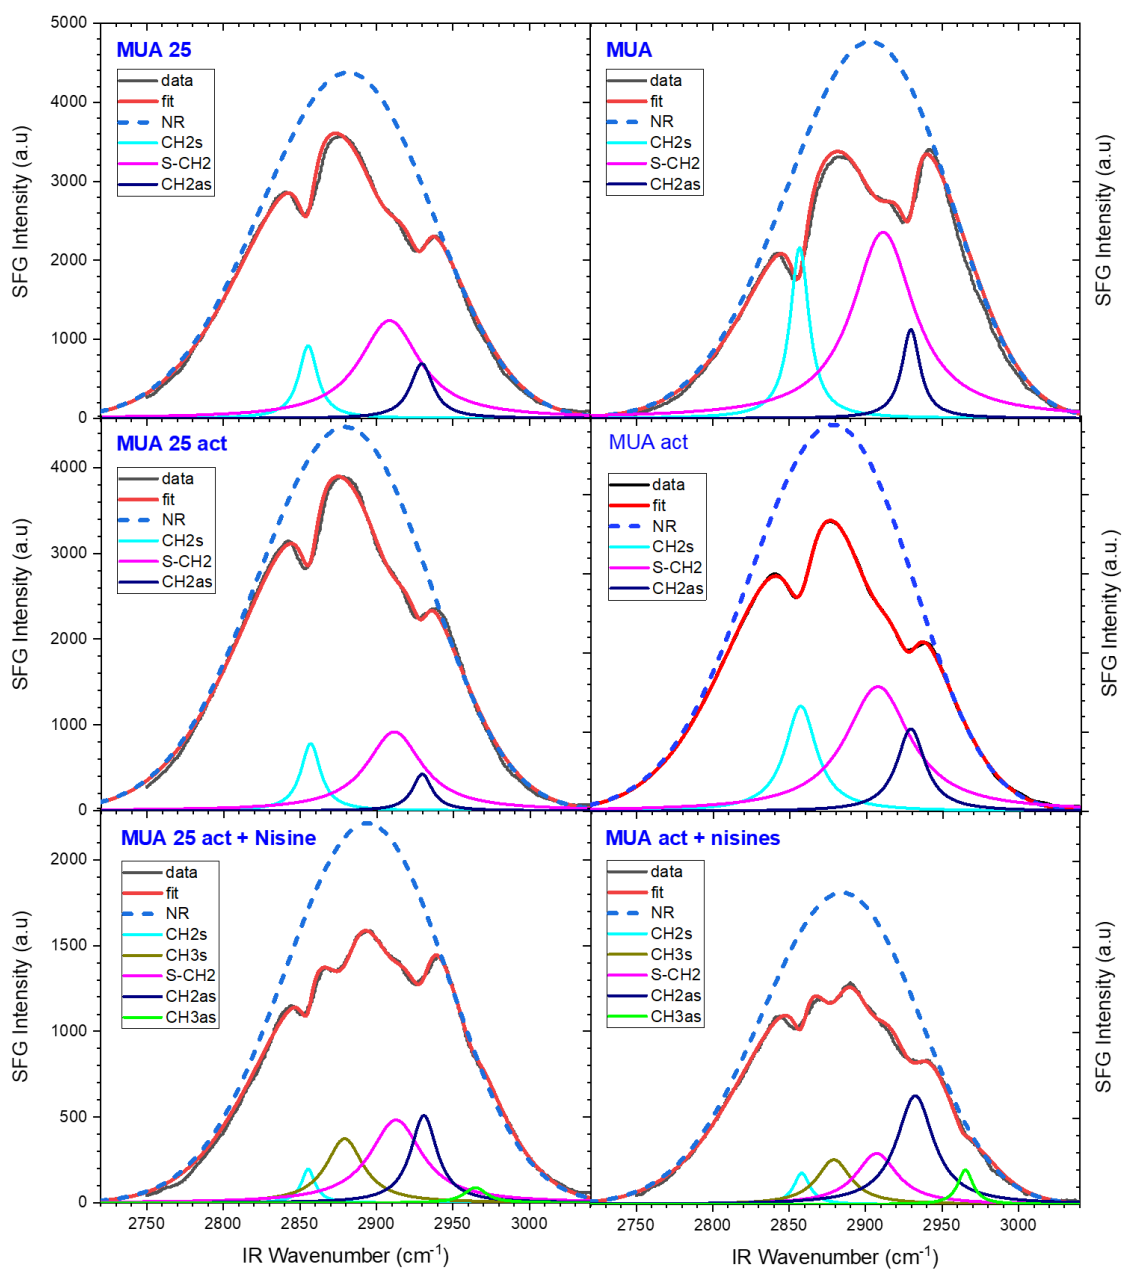 MUA 25
data
fit
NR
CH2s
S-CH2
CH2as
5000
4000
3000
2000
1000
0
SFG Intensity (a.u)
MUA
data
fit
NR
CH2s
S-CH2
CH2as
SFG Intensity (a.u)
MUA 25 act
data
fit
NR
CH2s
S-CH2
CH2as
4000
3000
2000
1000
0
SFG Intensity (a.u)
MUA act
data
fit
NR
CH2s
S-CH2
CH2as
SFG Intenity (a.u.)
MUA 25 act + Nisine
data
fit
NR
CH2s
CH3s
S-CH2
CH2as
CH3as
2000
1500
1000
500
0
SFG Intensity (a.u)
2750 2800 2850 2900 2950 3000
IR Wavenumber (cm⁻¹)
MUA act + nisines
data
fit
NR
CH2s
CH3s
S-CH2
CH2as
CH3as
SFG Intensity (a.u)
2750 2800 2850 2900 2950 3000
IR Wavenumber (cm⁻¹)